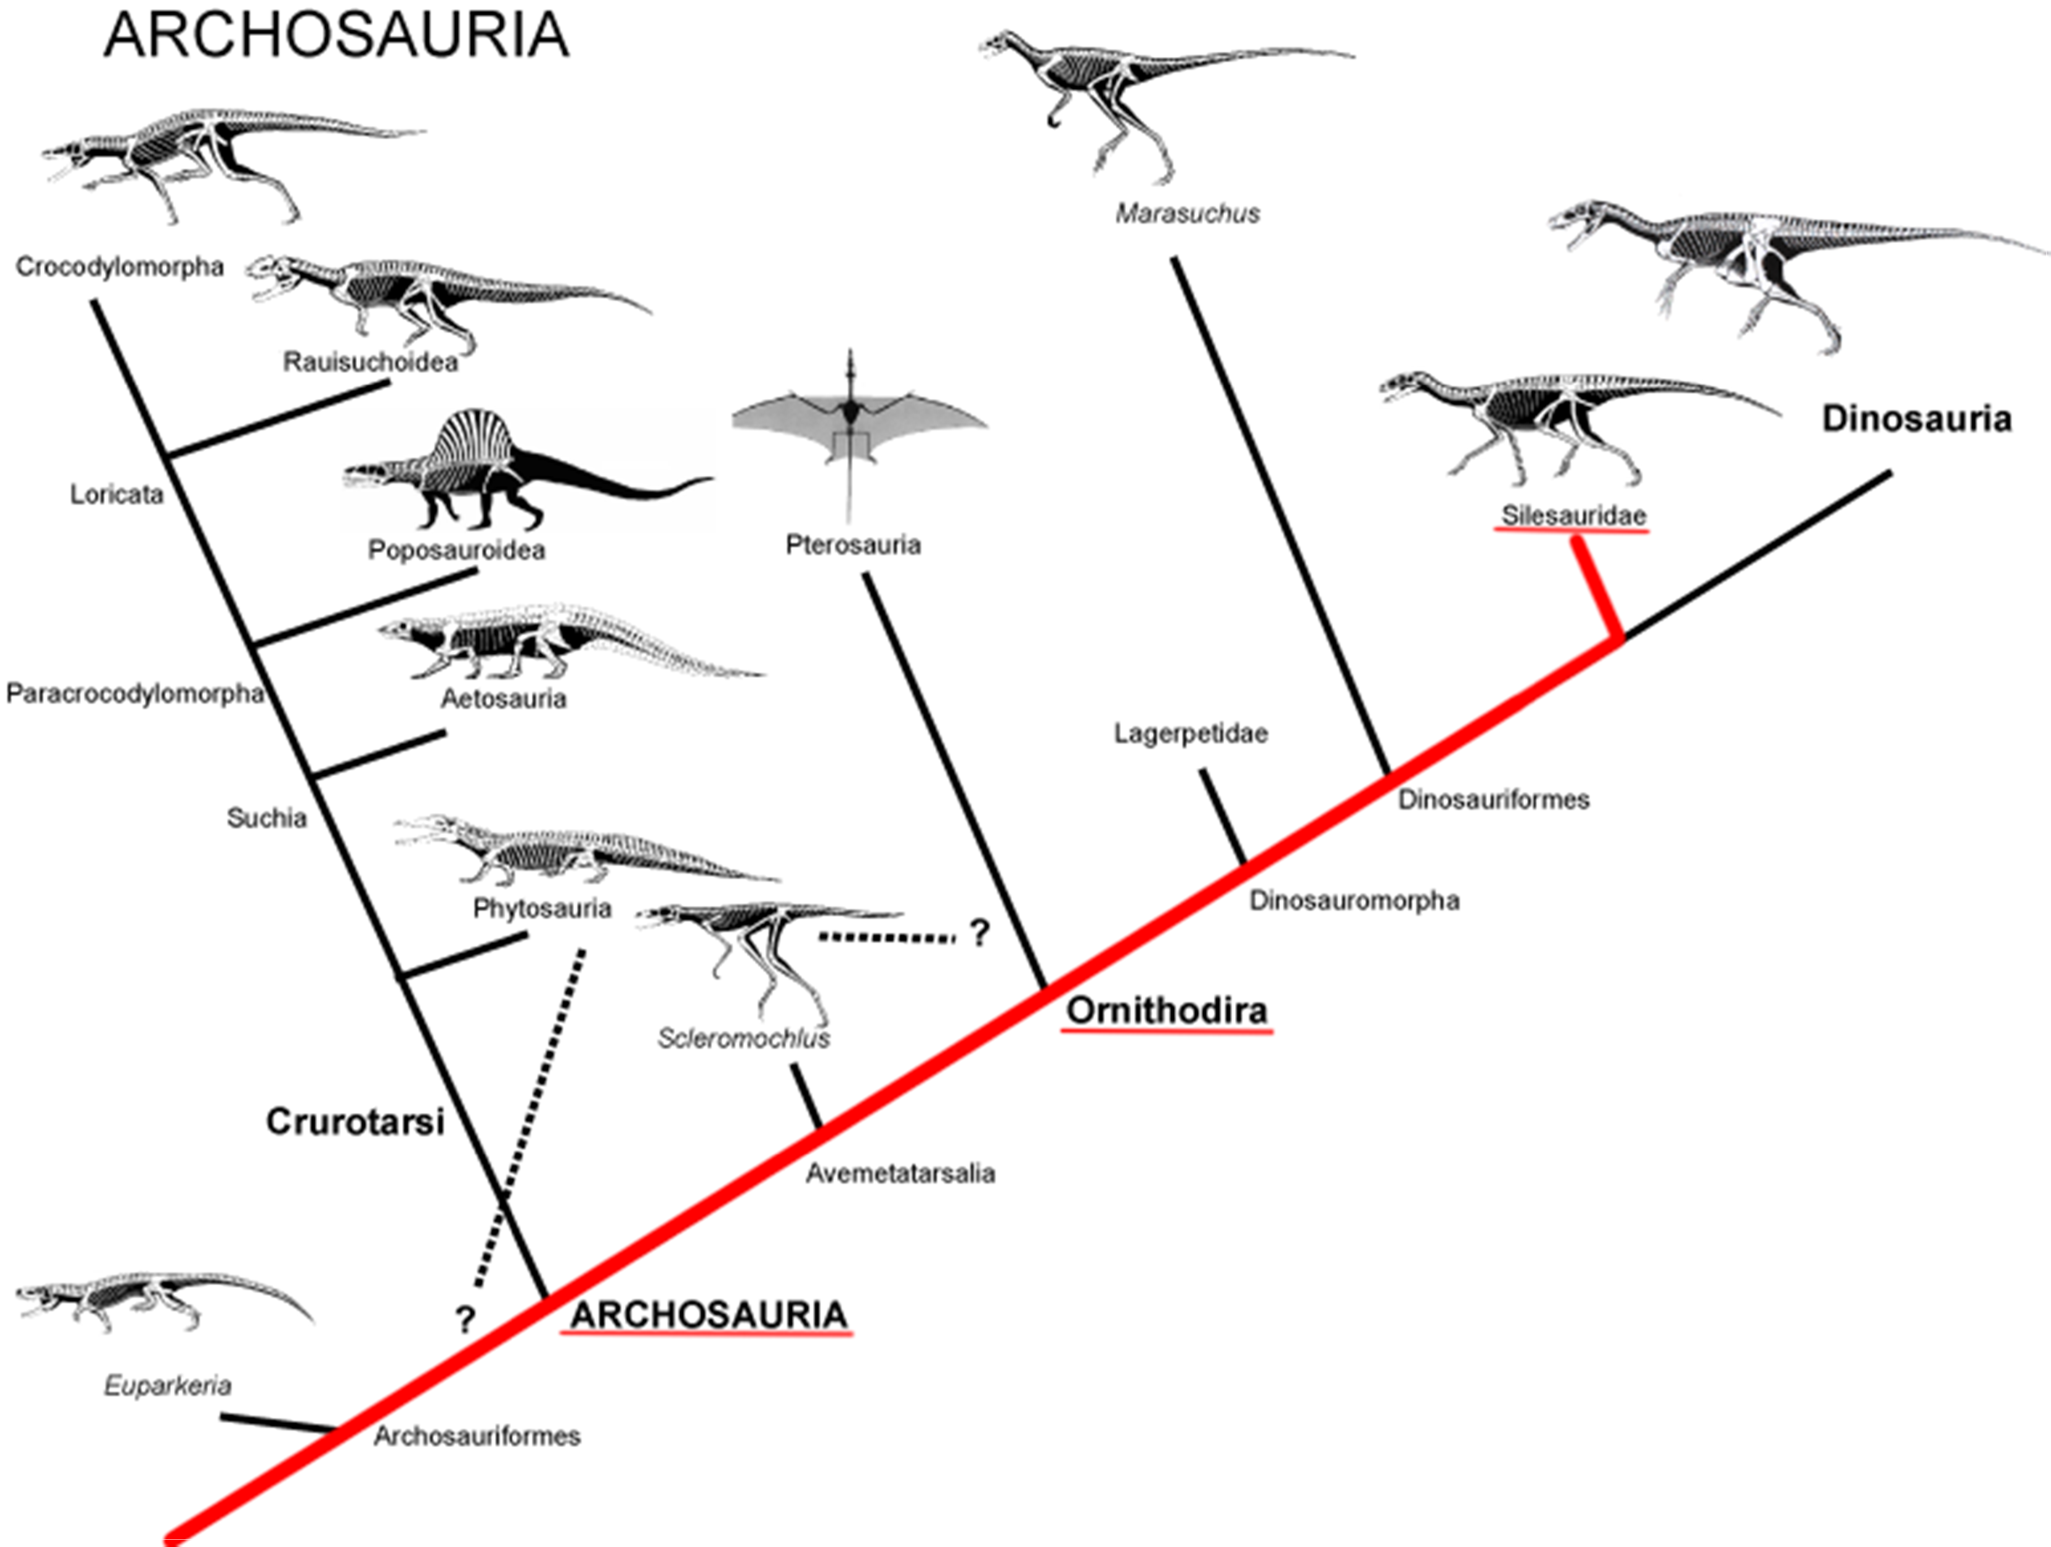 ARCHOSAURIA
Marasuchus
Crocodylomorpha
Rauisuchoidea
Dinosauria
Loricata
Silesauridae
Poposauroidea
Pterosauria
Paracrocodylomorpha
Aetosauria
Lagerpetidae
Dinosauriformes
Suchia
Dinosauromorpha
Phytosauria
?
Ornithodira
Scleromochlus
Crurotarsi
Avemetatarsalia
ARCHOSAURIA
?
Euparkeria
Archosauriformes